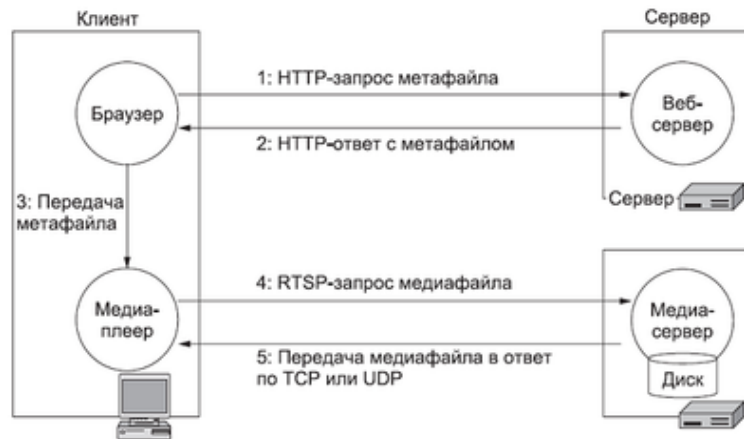 Клиент
Сервер
1: HTTP-запрос метафайла
Браузер
Веб-
сервер
2: HTTP-ответ с метафайлом
3: Передача
метафайла
Сервер
4: RTSP-запрос медиафайла
Медиа-
плеер
Медиа-
сервер
5: Передача медиафайла в ответ
по TCP или UDP
Диск